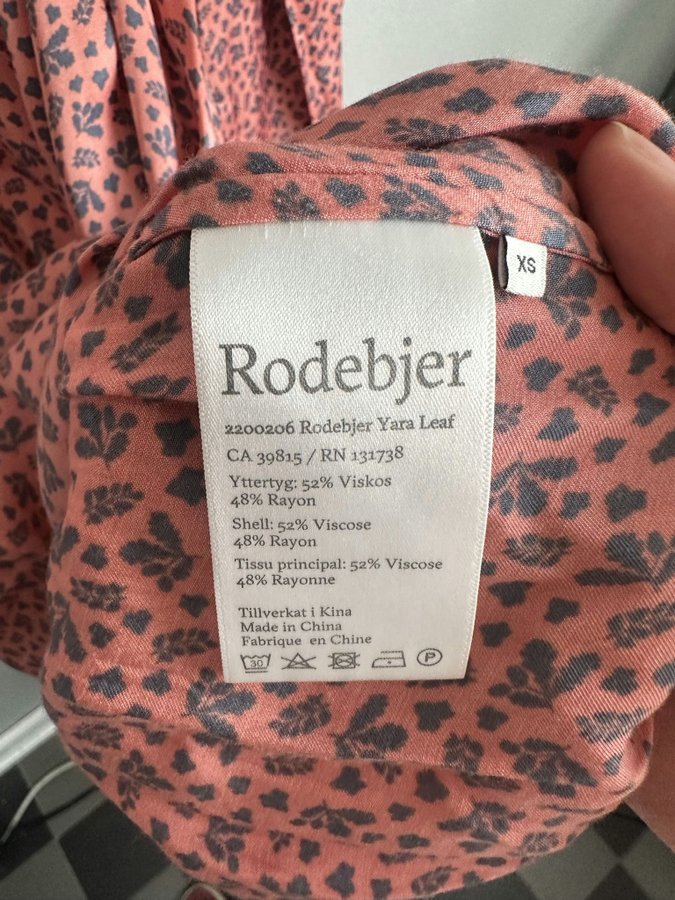 XS
Rodebjer
2200206 Rodebjer Yara Leaf
CA 39815 / RN 131738
Yttertyg: 52% Viskos
48% Rayon
Shell: 52% Viscose
48% Rayon
Tissu principal: 52% Viscose
48% Rayonne
Tillverkat i Kina
Made in China
Fabrique en Chine
30 P